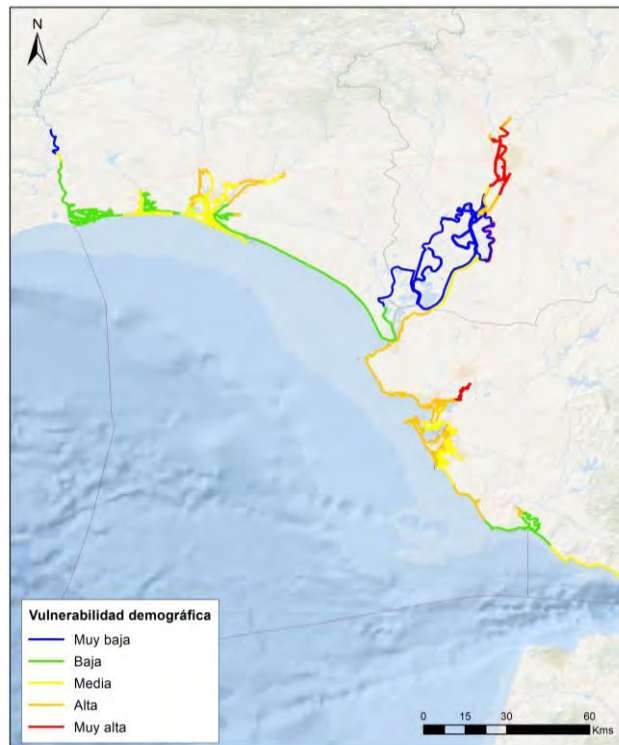 N
Vulnerabilidad demográfica
Muy baja
Baja
Media
Alta
Muy alta
0 15 30 60
Kms